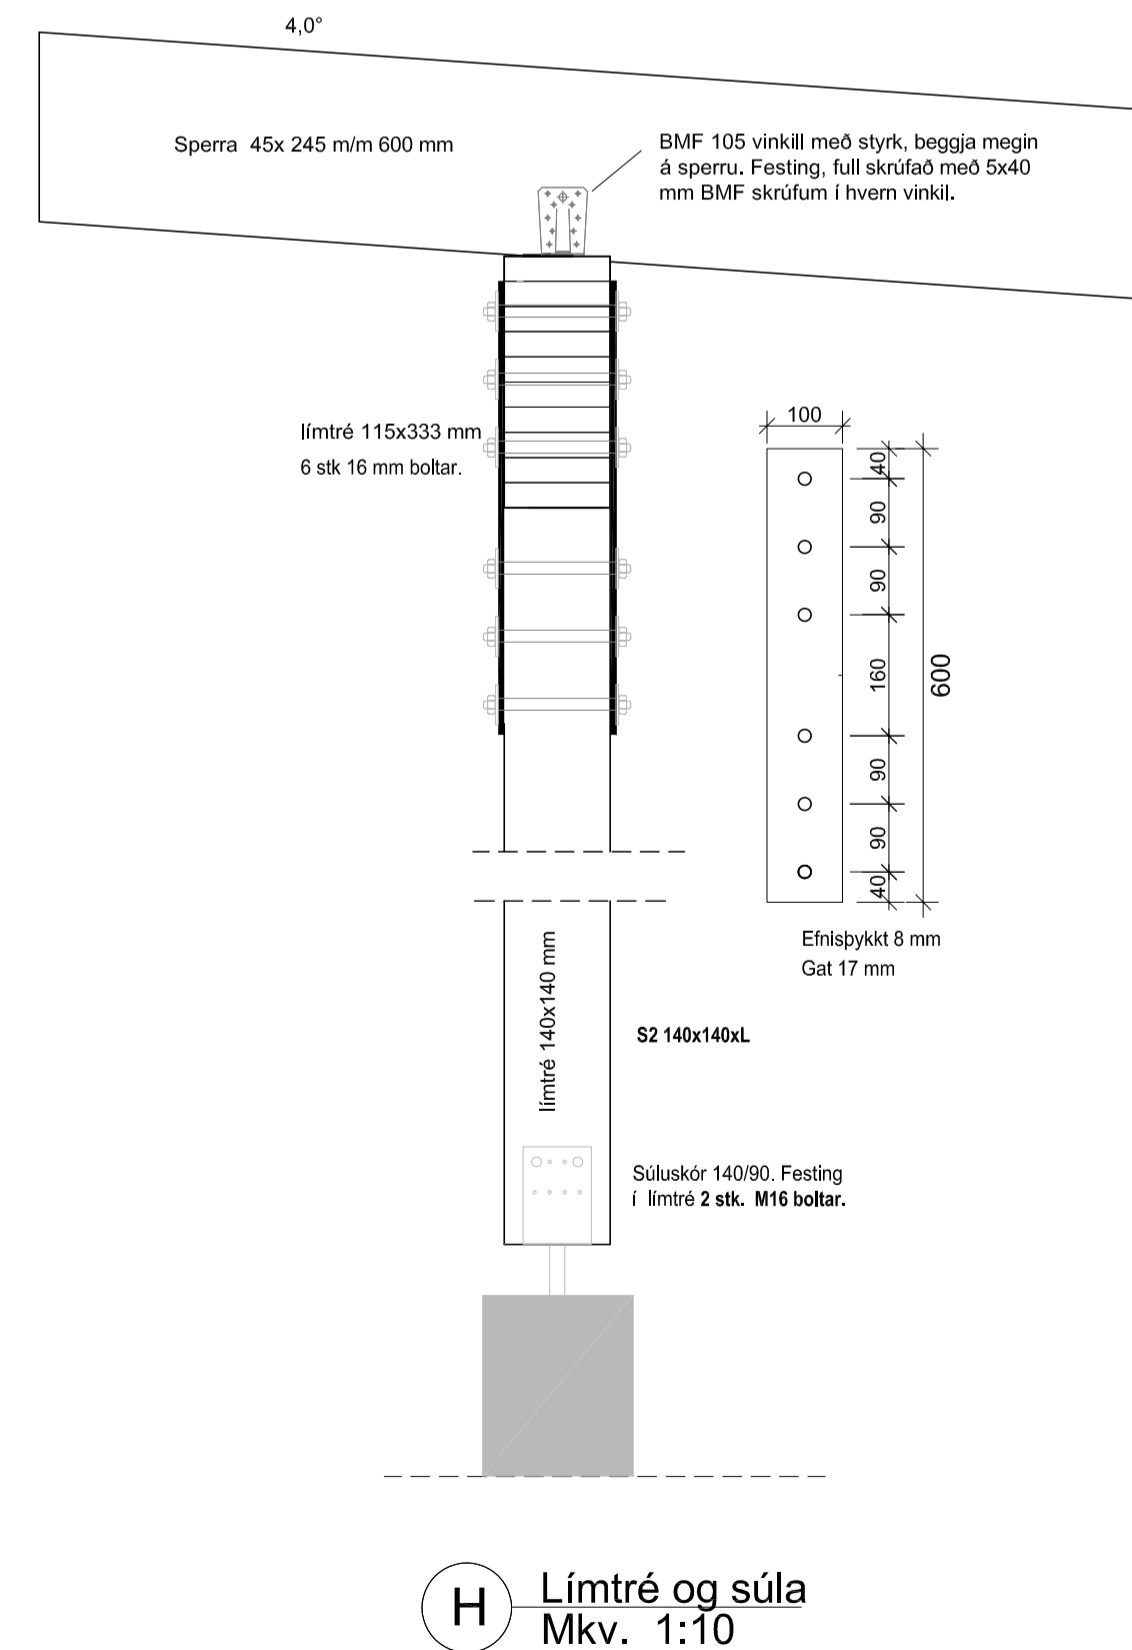 4,0°
Sperra 45x 245 m/m 600 mm
BMF 105 vinkill með styrk, beggja megin
á sperru. Festing, full skrúfað með 5x40
mm BMF skrúfum í hvern vinkil.
límtré 115x333 mm
6 stk 16 mm boltar.
100
40
90
90
160
90
90
40
600
Efnisþykkt 8 mm
Gat 17 mm
límtré 140x140 mm
S2 140x140xL
Súluskór 140/90. Festing
í límtré 2 stk. M16 boltar.
H
Límtré og súla
Mkv. 1:10